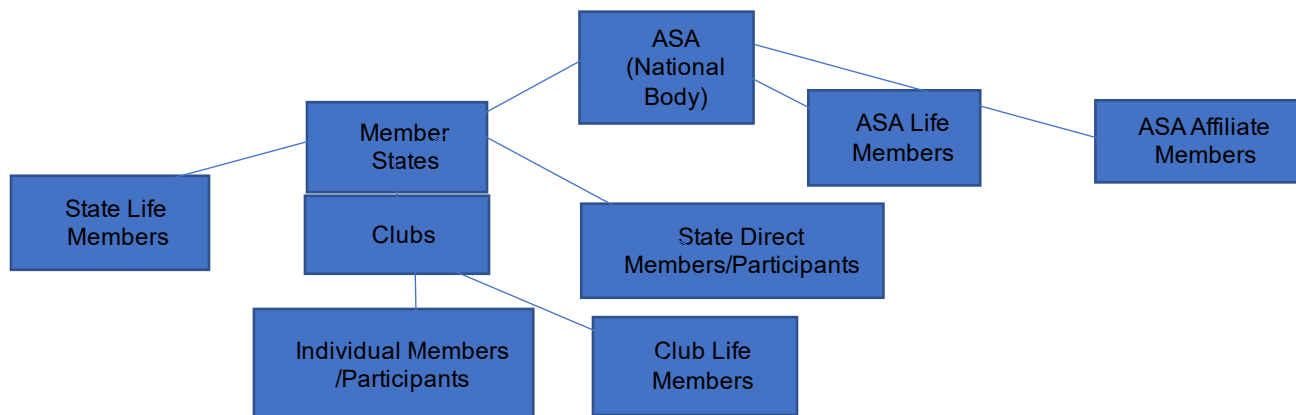 ASA
(National
Body)
Member
States
ASA Life
Members
ASA Affiliate
Members
State Life
Members
Clubs
State Direct
Members/Participants
Individual Members
/Participants
Club Life
Members